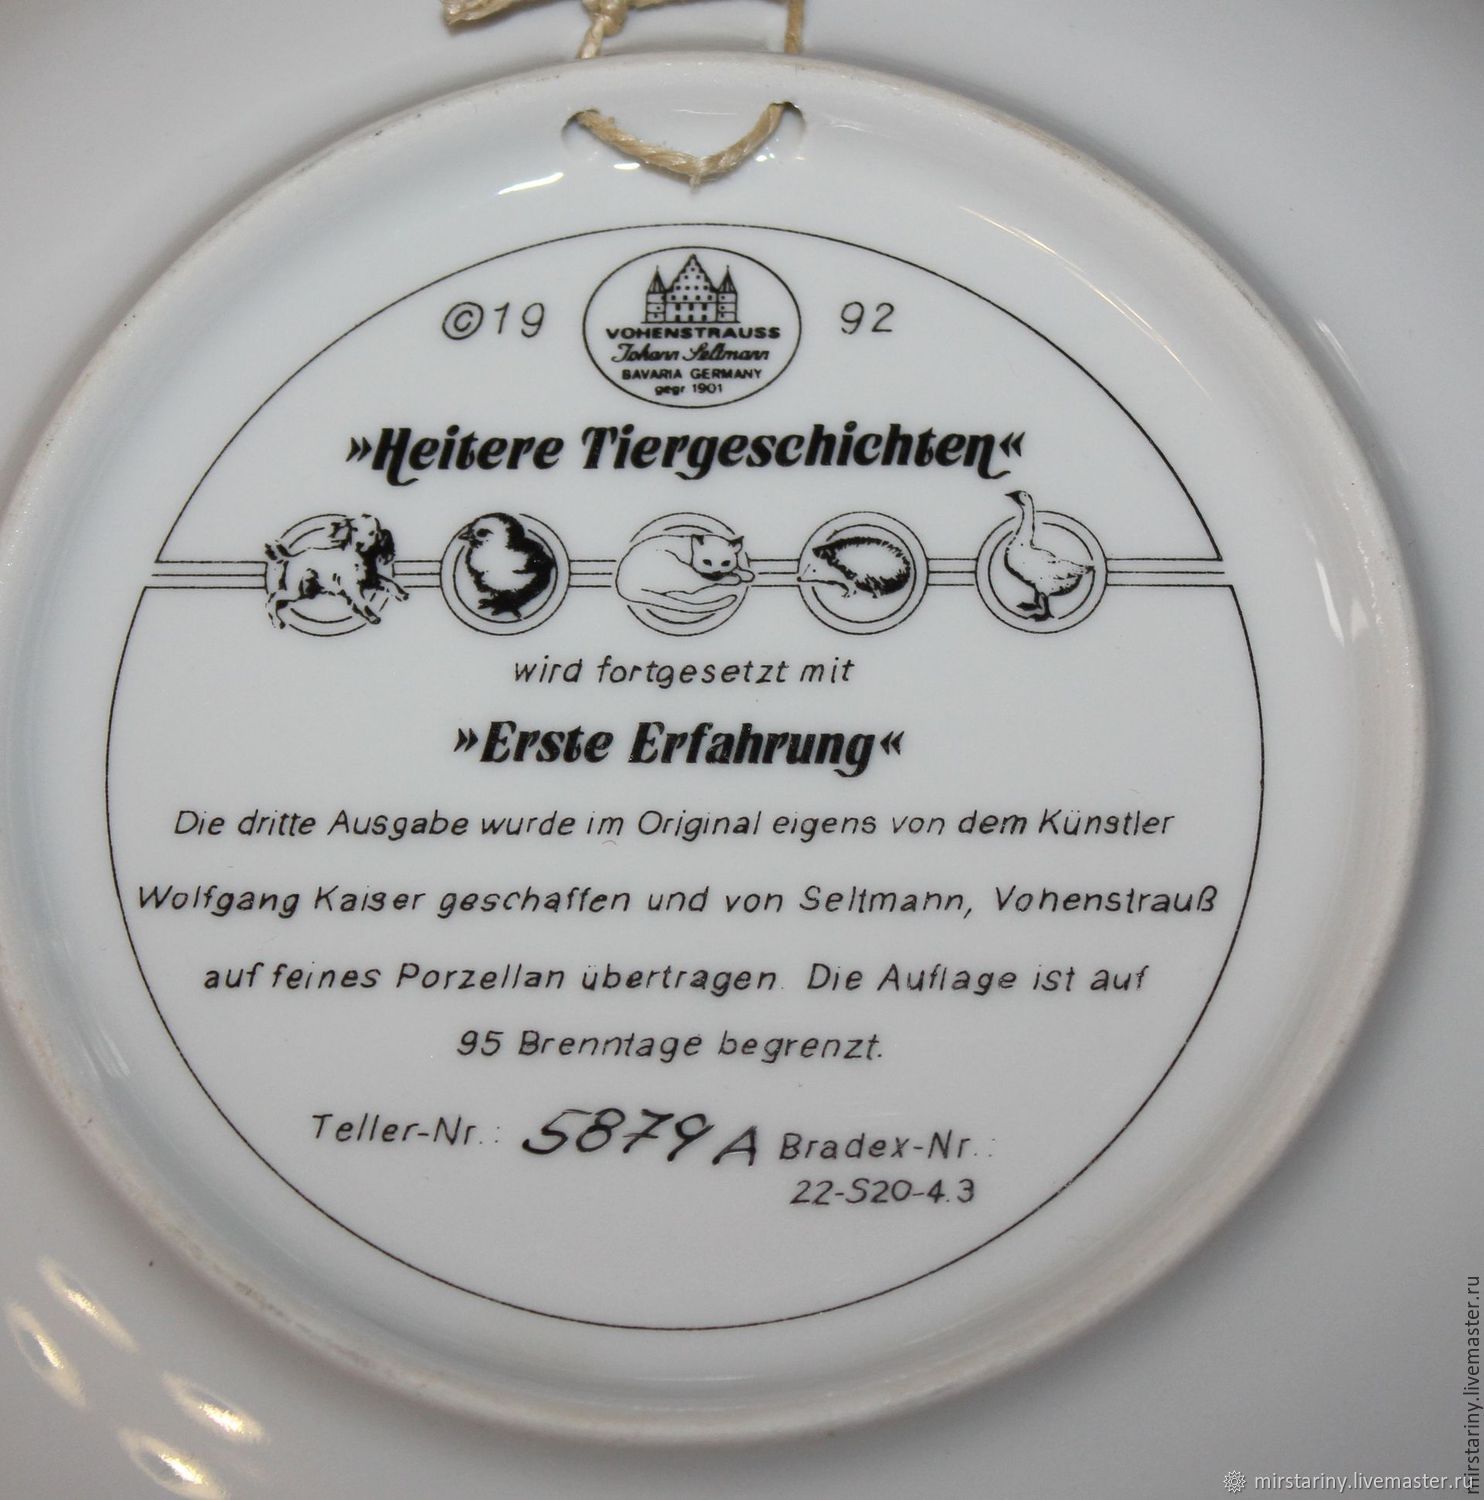 ©19 92
VOHENSTRAUSS
Johann Seltmann
BAVARIA GERMANY
gegr 1901
»Heitere Tiergeschichten«
wird fortgesetzt mit
»Erste Erfahrung«
Die dritte Ausgabe wurde im Original eigens von dem Künstler
Wolfgang Kaiser geschaffen und von Seltmann, Vohenstrauß
auf feines Porzellan übertragen. Die Auflage ist auf
95 Brenntage begrenzt.
Teller-Nr.: 5879 A Bradex-Nr.:
22-S20-4.3
mirstariny.livemaster.ru
mirstariny.livemaster.ru